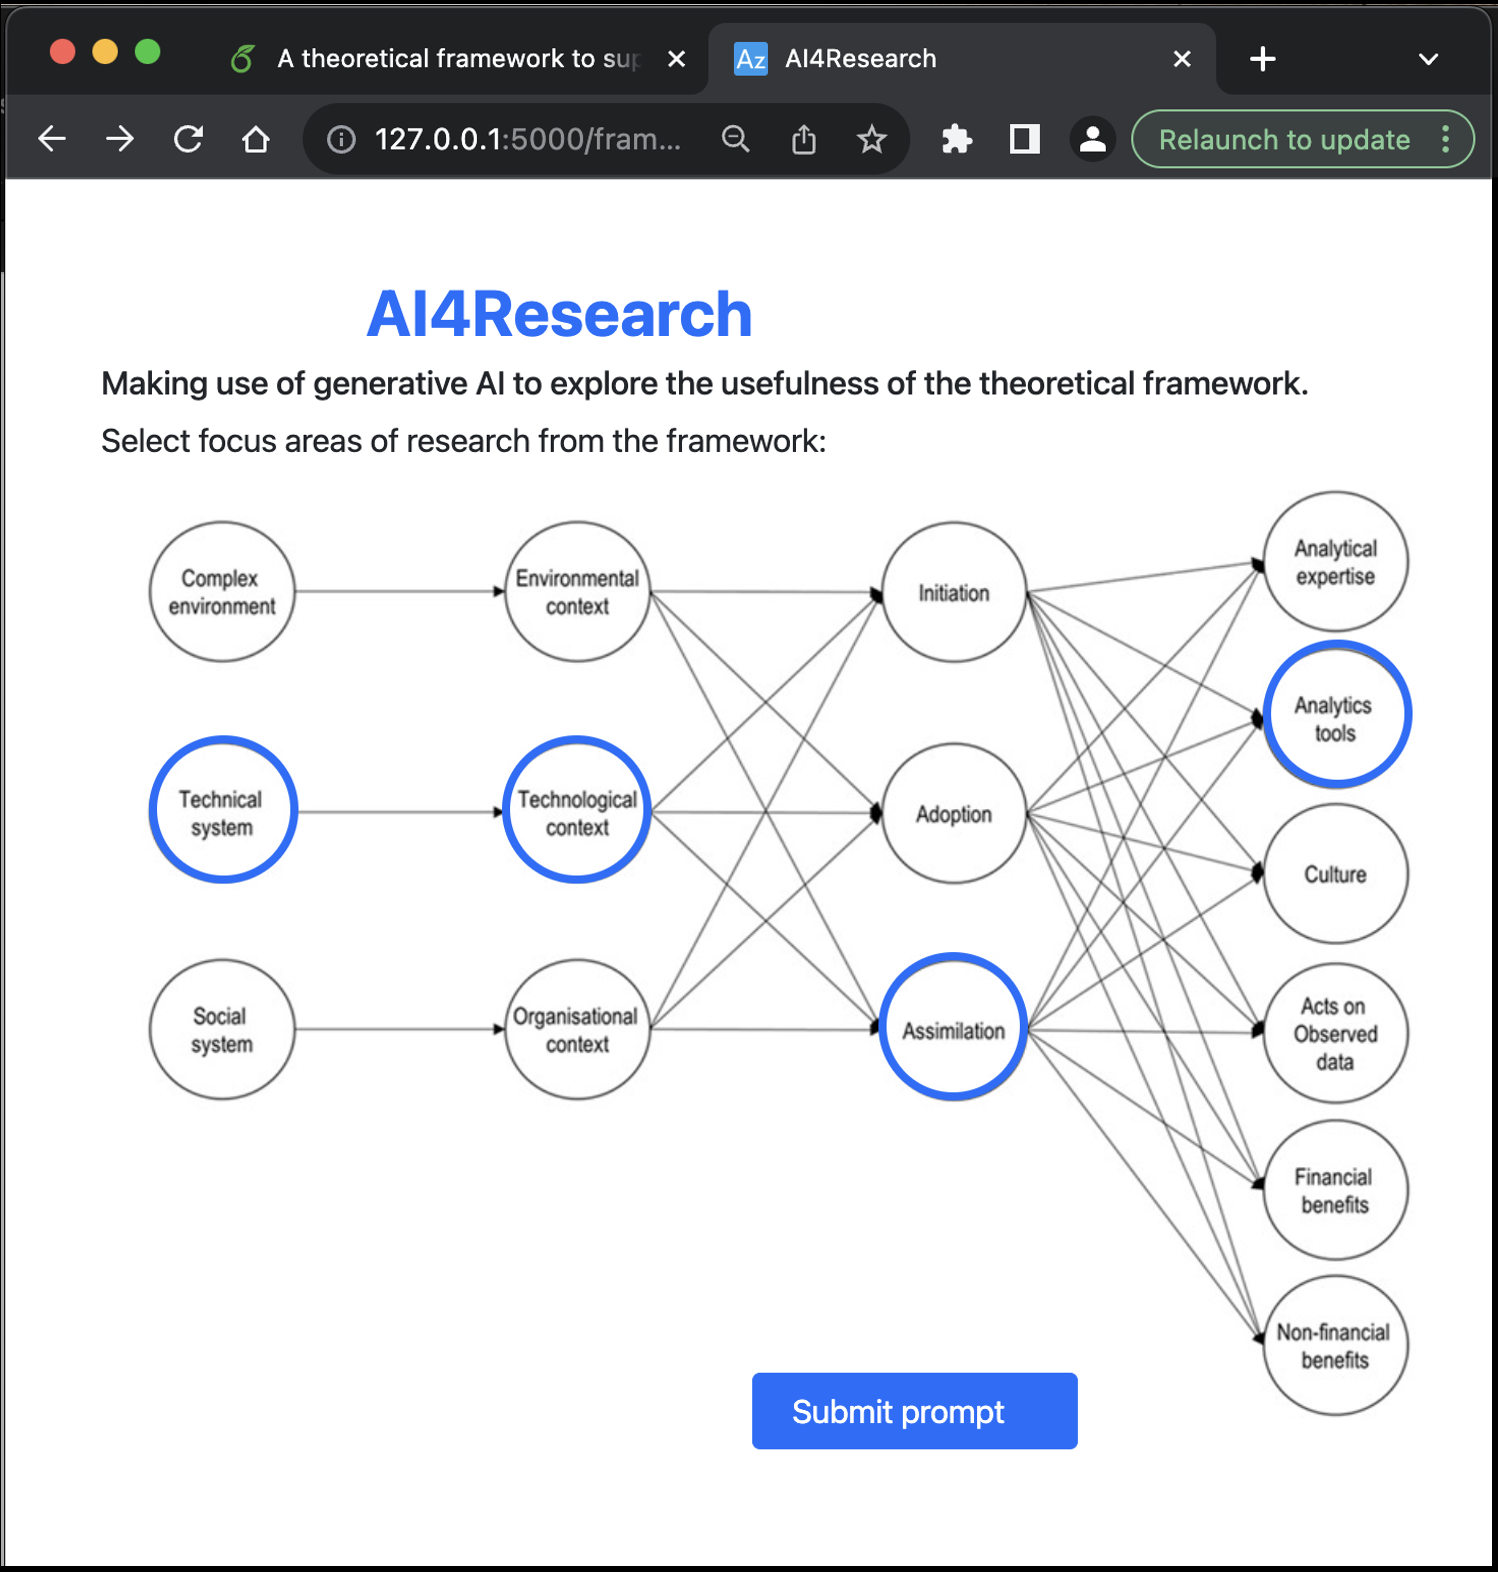 A theoretical framework to sup
Az AI4Research
127.0.0.1:5000/fram...
Relaunch to update
AI4Research
Making use of generative AI to explore the usefulness of the theoretical framework.
Select focus areas of research from the framework:
Complex
environment
Environmental
context
Initiation
Analytical
expertise
Analytics
tools
Technical
system
Technological
context
Adoption
Culture
Social
system
Organisational
context
Assimilation
Acts on
Observed
data
Financial
benefits
Non-financial
benefits
Submit prompt